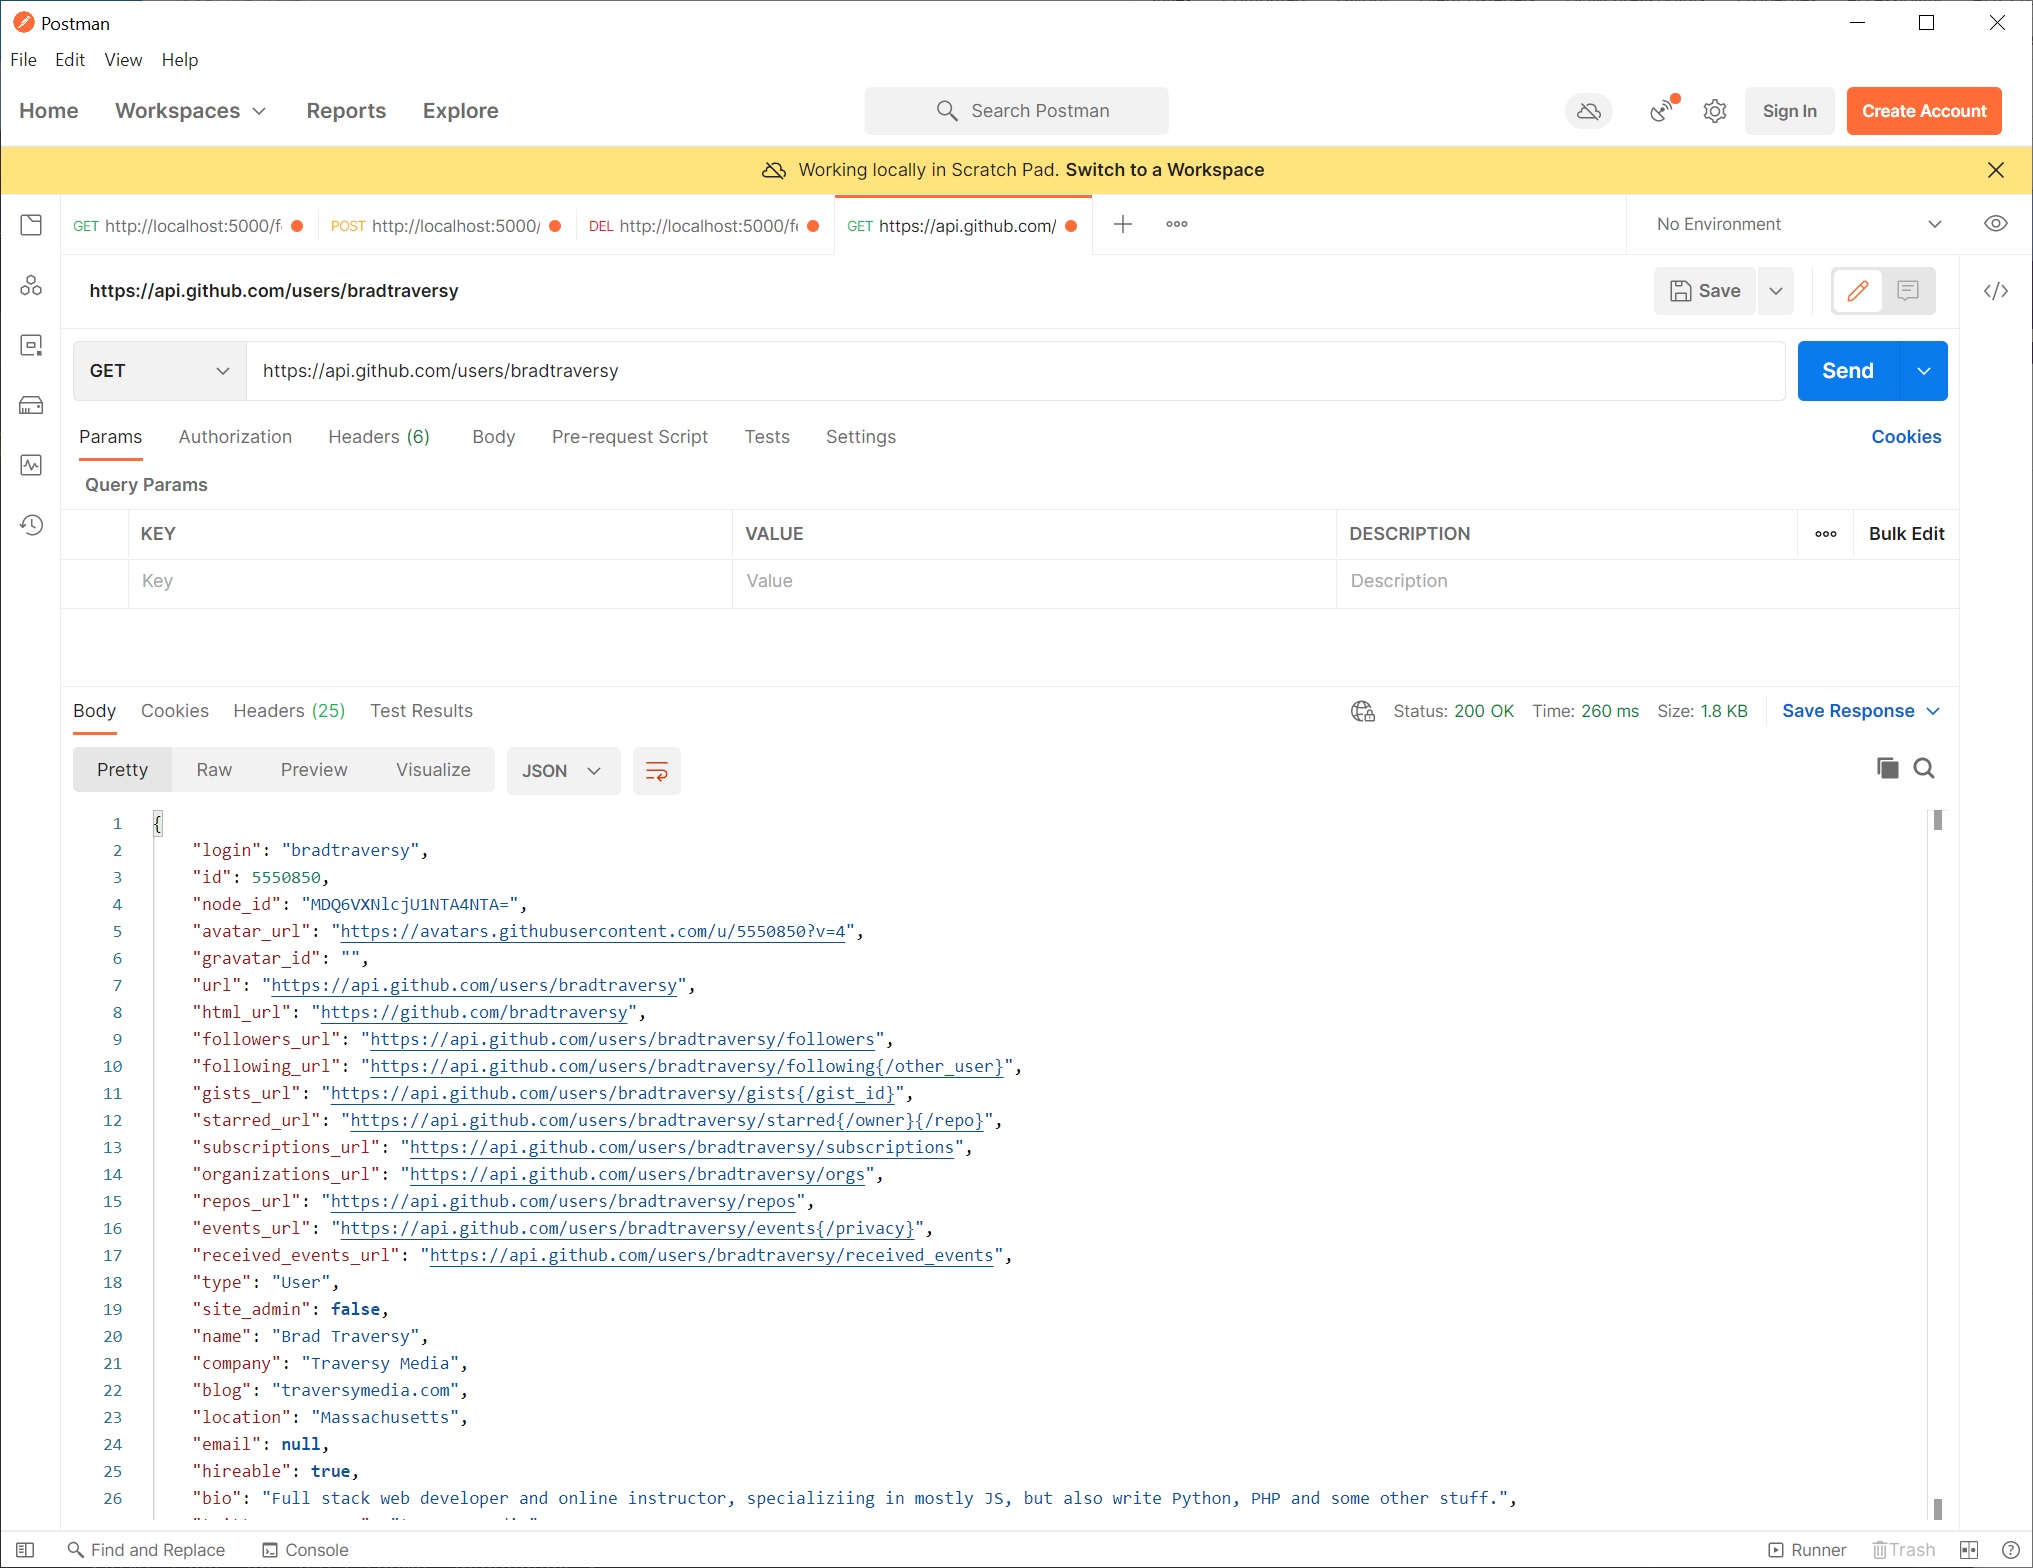 Postman
File Edit View Help
Home Workspaces Reports Explore Search Postman Sign In Create Account
Working locally in Scratch Pad. Switch to a Workspace
GET http://localhost:5000/f POST http://localhost:5000/ DEL http://localhost:5000/f GET https://api.github.com/ No Environment
https://api.github.com/users/bradtraversy Save
GET https://api.github.com/users/bradtraversy Send
Params Authorization Headers (6) Body Pre-request Script Tests Settings Cookies
Query Params
KEY VALUE DESCRIPTION Bulk Edit
Key Value Description
Body Cookies Headers (25) Test Results Status: 200 OK Time: 260 ms Size: 1.8 KB Save Response
Pretty Raw Preview Visualize JSON
1 {
2 "login": "bradtraversy",
3 "id": 5550850,
4 "node_id": "MDQ6VXNlcjU1NTA4NTA=",
5 "avatar_url": "https://avatars.githubusercontent.com/u/5550850?v=4",
6 "gravatar_id": "",
7 "url": "https://api.github.com/users/bradtraversy",
8 "html_url": "https://github.com/bradtraversy",
9 "followers_url": "https://api.github.com/users/bradtraversy/followers",
10 "following_url": "https://api.github.com/users/bradtraversy/following{/other_user}",
11 "gists_url": "https://api.github.com/users/bradtraversy/gists{/gist_id}",
12 "starred_url": "https://api.github.com/users/bradtraversy/starred{/owner}{/repo}",
13 "subscriptions_url": "https://api.github.com/users/bradtraversy/subscriptions",
14 "organizations_url": "https://api.github.com/users/bradtraversy/orgs",
15 "repos_url": "https://api.github.com/users/bradtraversy/repos",
16 "events_url": "https://api.github.com/users/bradtraversy/events{/privacy}",
17 "received_events_url": "https://api.github.com/users/bradtraversy/received_events",
18 "type": "User",
19 "site_admin": false,
20 "name": "Brad Traversy",
21 "company": "Traversy Media",
22 "blog": "traversymedia.com",
23 "location": "Massachusetts",
24 "email": null,
25 "hireable": true,
26 "bio": "Full stack web developer and online instructor, specializiing in mostly JS, but also write Python, PHP and some other stuff.",
Find and Replace Console Runner Trash